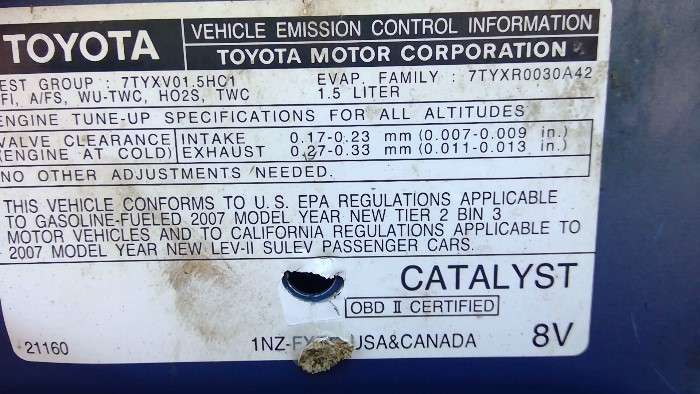 TOYOTA
VEHICLE EMISSION CONTROL INFORMATION
TOYOTA MOTOR CORPORATION
EST GROUP : 7TYXV01.5HC1 EVAP. FAMILY : 7TYXR0030A42
FI, A/FS, WU-TWC, HO2S, TWC 1.5 LITER
ENGINE TUNE-UP SPECIFICATIONS FOR ALL ALTITUDES
VALVE CLEARANCE INTAKE 0.17-0.23 mm (0.007-0.009 in.)
(ENGINE AT COLD) EXHAUST 0.27-0.33 mm (0.011-0.013 in.)
NO OTHER ADJUSTMENTS NEEDED.
THIS VEHICLE CONFORMS TO U.S. EPA REGULATIONS APPLICABLE
TO GASOLINE-FUELED 2007 MODEL YEAR NEW TIER 2 BIN 3
MOTOR VEHICLES AND TO CALIFORNIA REGULATIONS APPLICABLE TO
2007 MODEL YEAR NEW LEV-II SULEV PASSENGER CARS.
CATALYST
OBD II CERTIFIED
21160 USA&CANADA 8V